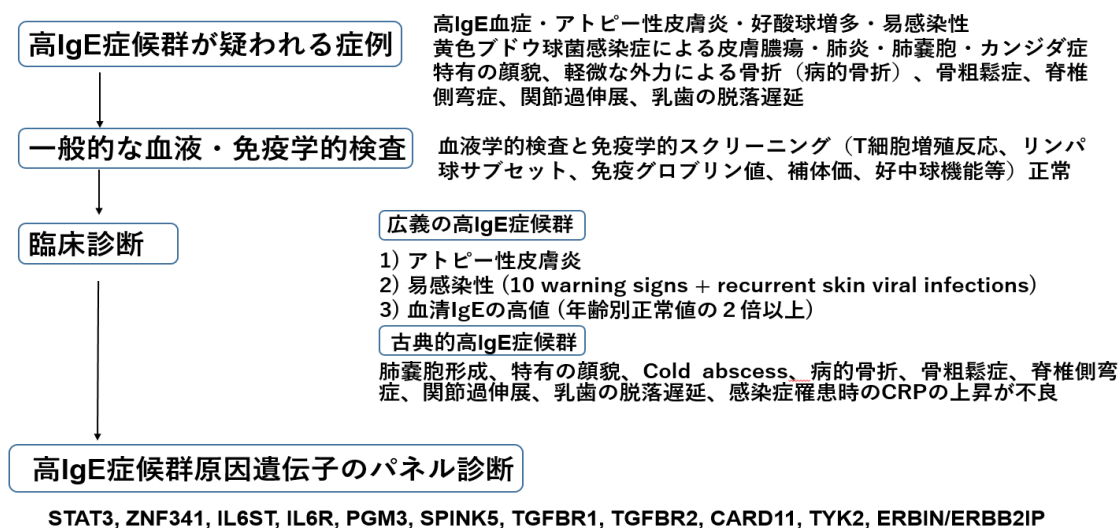 高IgE症候群が疑われる症例
高IgE血症・アトピー性皮膚炎・好酸球増多・易感染性
黄色ブドウ球菌感染症による皮膚膿瘍・肺炎・肺嚢胞・カンジダ症
特有の顔貌、軽微な外力による骨折（病的骨折）、骨粗鬆症、脊椎
側弯症、関節過伸展、乳歯の脱落遅延
一般的な血液・免疫学的検査
血液学的検査と免疫学的スクリーニング（T細胞増殖反応、リンパ
球サブセット、免疫グロブリン値、補体価、好中球機能等）正常
臨床診断
広義の高IgE症候群
1) アトピー性皮膚炎
2) 易感染性 (10 warning signs + recurrent skin viral infections)
3) 血清IgEの高値 (年齢別正常値の２倍以上)
古典的高IgE症候群
肺嚢胞形成、特有の顔貌、Cold abscess、病的骨折、骨粗鬆症、脊椎側弯
症、関節過伸展、乳歯の脱落遅延、感染症罹患時のCRPの上昇が不良
高IgE症候群原因遺伝子のパネル診断
STAT3, ZNF341, IL6ST, IL6R, PGM3, SPINK5, TGFBR1, TGFBR2, CARD11, TYK2, ERBIN/ERBB2IP